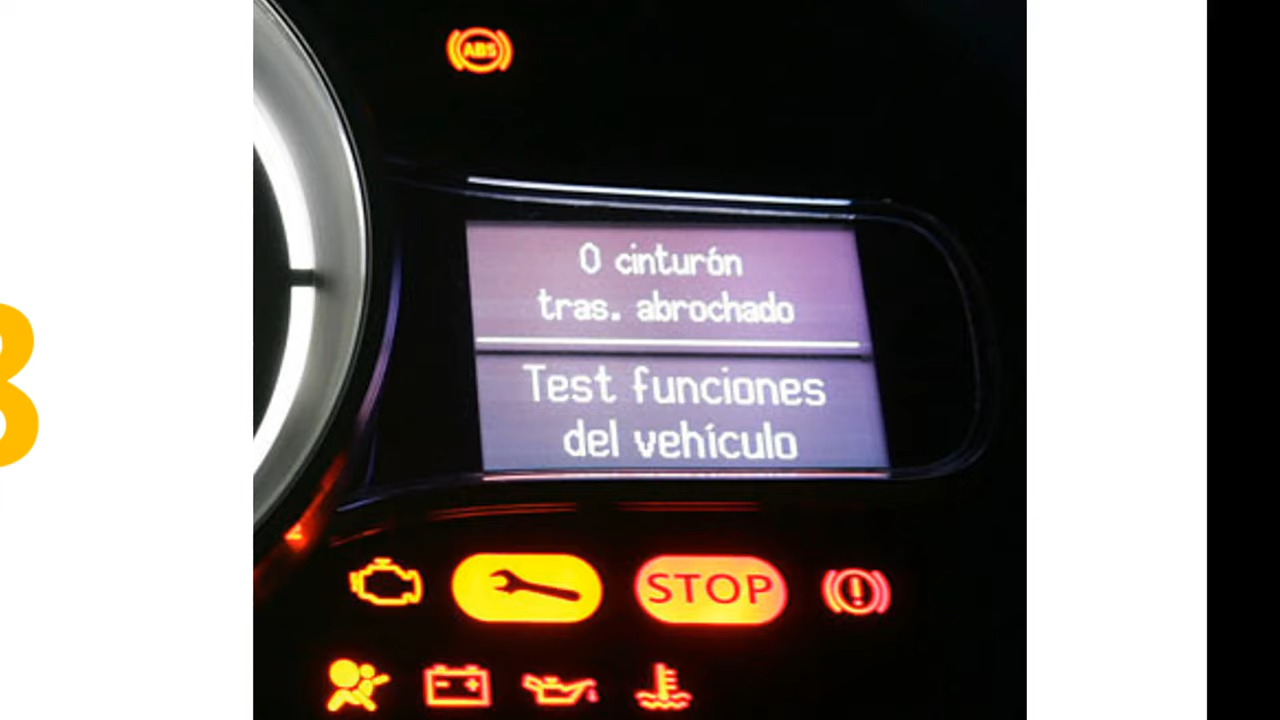 ABS
0 cinturón
tras. abrochado
Test funciones
del vehículo
STOP